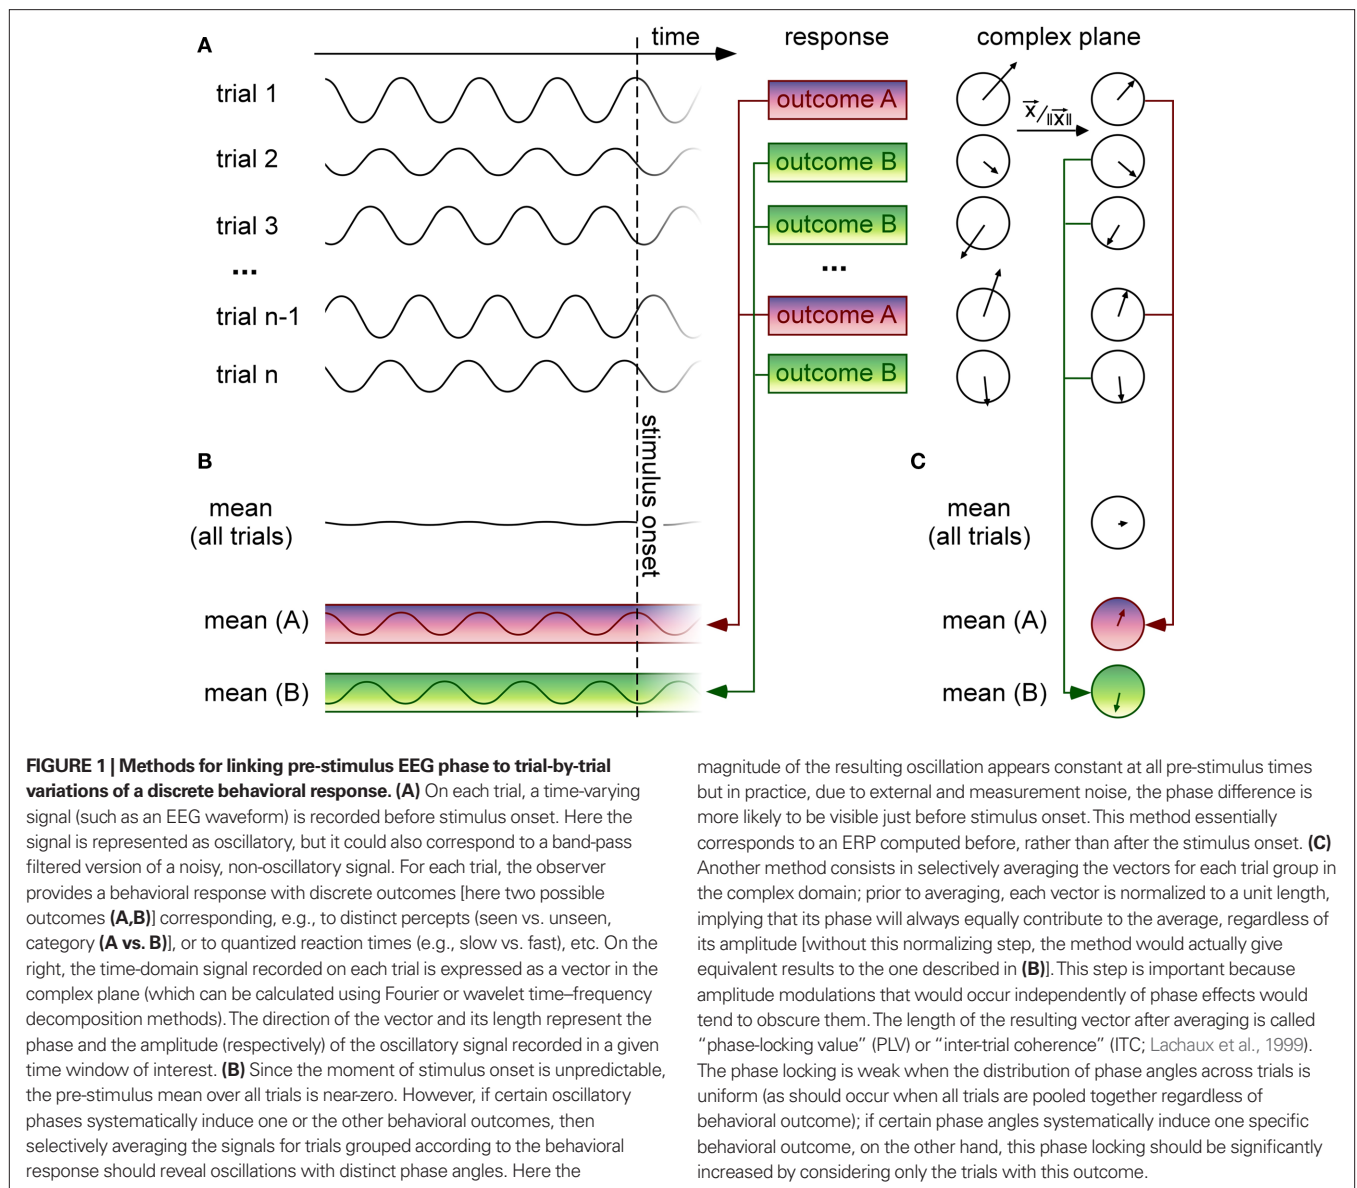 A
time
response
complex plane
trial 1
outcome A
x/||x||
trial 2
outcome B
trial 3
outcome B
...
...
trial n-1
outcome A
trial n
outcome B
stimulus onset
B
mean
(all trials)
mean (A)
mean (B)
C
mean
(all trials)
mean (A)
mean (B)
FIGURE 1 | Methods for linking pre-stimulus EEG phase to trial-by-trial
variations of a discrete behavioral response. (A) On each trial, a time-varying
signal (such as an EEG waveform) is recorded before stimulus onset. Here the
signal is represented as oscillatory, but it could also correspond to a band-pass
filtered version of a noisy, non-oscillatory signal. For each trial, the observer
provides a behavioral response with discrete outcomes [here two possible
outcomes (A,B)] corresponding, e.g., to distinct percepts (seen vs. unseen,
category (A vs. B)], or to quantized reaction times (e.g., slow vs. fast), etc. On the
right, the time-domain signal recorded on each trial is expressed as a vector in the
complex plane (which can be calculated using Fourier or wavelet time–frequency
decomposition methods). The direction of the vector and its length represent the
phase and the amplitude (respectively) of the oscillatory signal recorded in a given
time window of interest. (B) Since the moment of stimulus onset is unpredictable,
the pre-stimulus mean over all trials is near-zero. However, if certain oscillatory
phases systematically induce one or the other behavioral outcomes, then
selectively averaging the signals for trials grouped according to the behavioral
response should reveal oscillations with distinct phase angles. Here the
magnitude of the resulting oscillation appears constant at all pre-stimulus times
but in practice, due to external and measurement noise, the phase difference is
more likely to be visible just before stimulus onset. This method essentially
corresponds to an ERP computed before, rather than after the stimulus onset. (C)
Another method consists in selectively averaging the vectors for each trial group in
the complex domain; prior to averaging, each vector is normalized to a unit length,
implying that its phase will always equally contribute to the average, regardless of
its amplitude [without this normalizing step, the method would actually give
equivalent results to the one described in (B)]. This step is important because
amplitude modulations that would occur independently of phase effects would
tend to obscure them. The length of the resulting vector after averaging is called
“phase-locking value” (PLV) or “inter-trial coherence” (ITC; Lachaux et al., 1999).
The phase locking is weak when the distribution of phase angles across trials is
uniform (as should occur when all trials are pooled together regardless of
behavioral outcome); if certain phase angles systematically induce one specific
behavioral outcome, on the other hand, this phase locking should be significantly
increased by considering only the trials with this outcome.